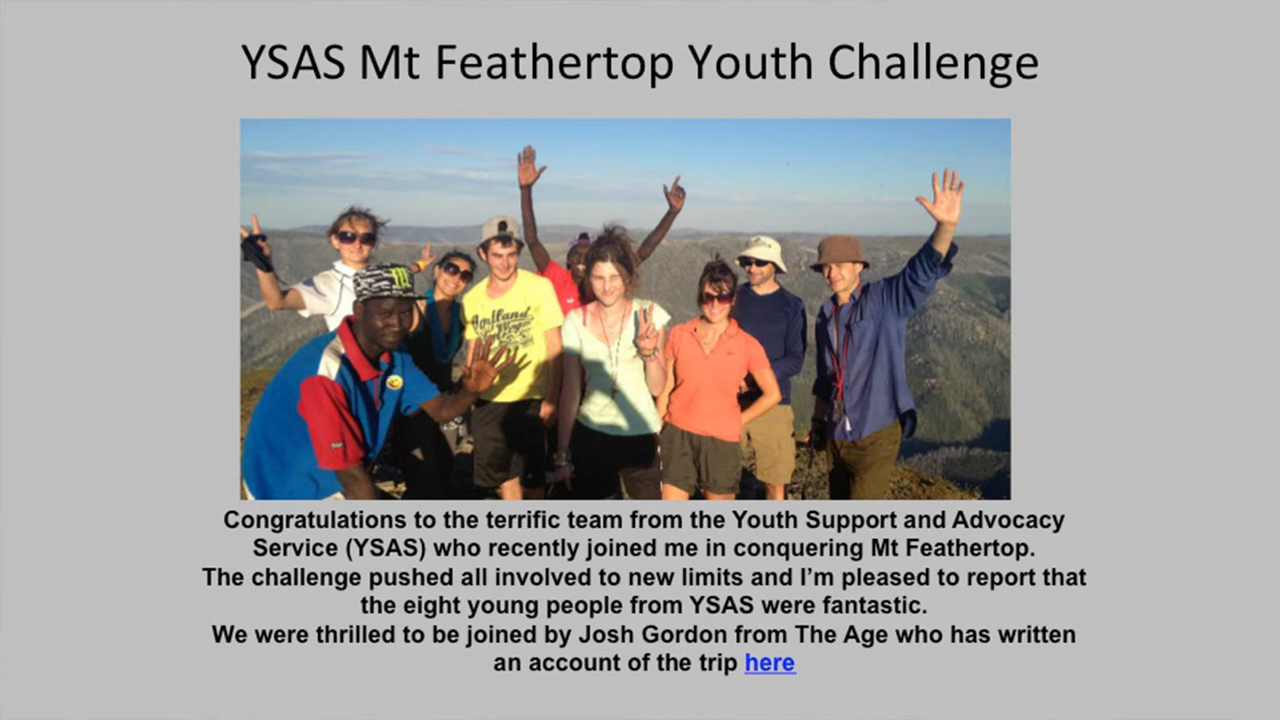 YSAS Mt Feathertop Youth Challenge
Congratulations to the terrific team from the Youth Support and Advocacy
Service (YSAS) who recently joined me in conquering Mt Feathertop.
The challenge pushed all involved to new limits and I’m pleased to report that
the eight young people from YSAS were fantastic.
We were thrilled to be joined by Josh Gordon from The Age who has written
an account of the trip here